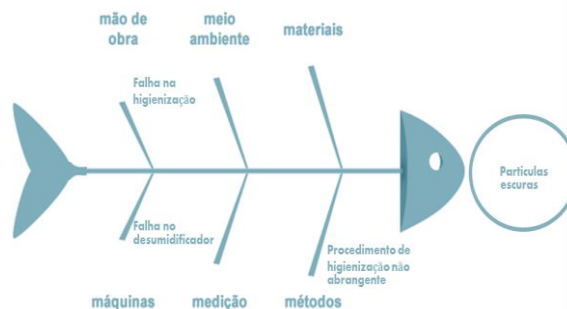 mão de
obra
meio
ambiente
materiais
Falha na
higienização
Particulas
escuras
Falha no
desumidificador
Procedimento de
higienização não
abrangente
máquinas
medição
métodos